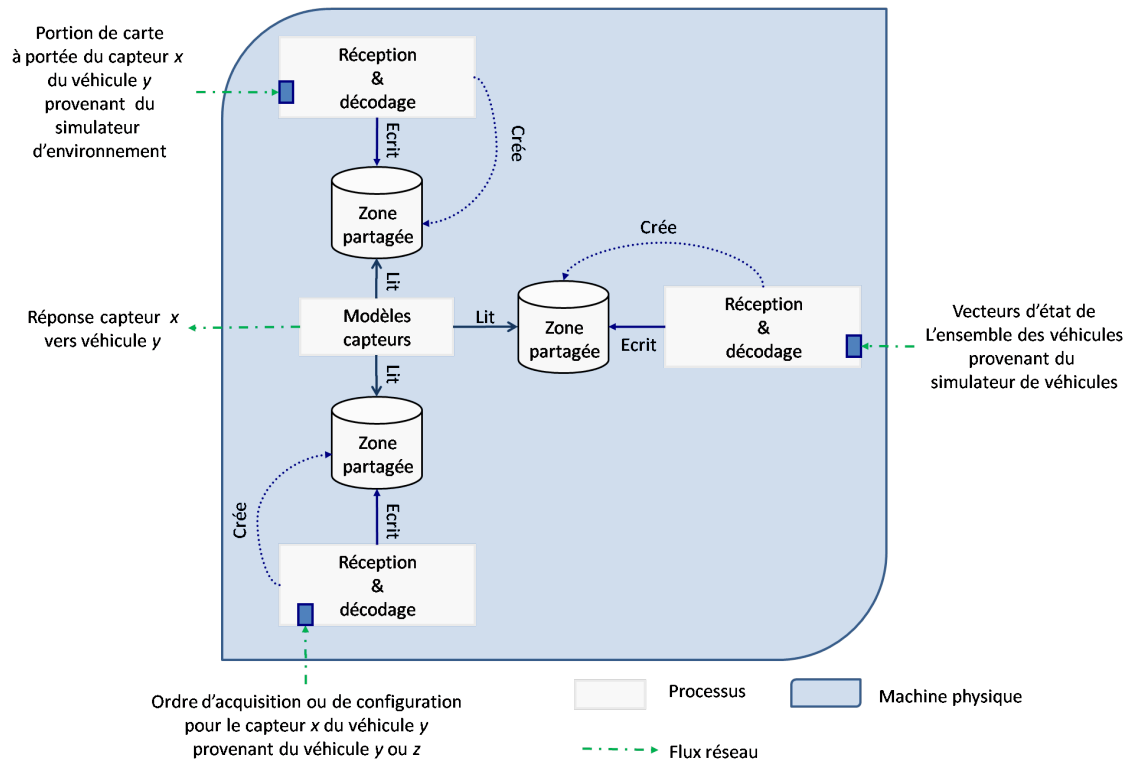 Portion de carte
à portée du capteur x
du véhicule y
provenant du
simulateur
d'environnement
Réception
&
décodage
Ecrit
Crée
Zone
partagée
Lit
Crée
Réponse capteur x
vers véhicule y
Modèles
capteurs
Lit
Zone
partagée
Ecrit
Réception
&
décodage
Vecteurs d'état de
L'ensemble des véhicules
provenant du
simulateur de véhicules
Lit
Zone
partagée
Crée
Ecrit
Réception
&
décodage
Ordre d'acquisition ou de configuration
pour le capteur x du véhicule y
provenant du véhicule y ou z
Processus
Machine physique
Flux réseau